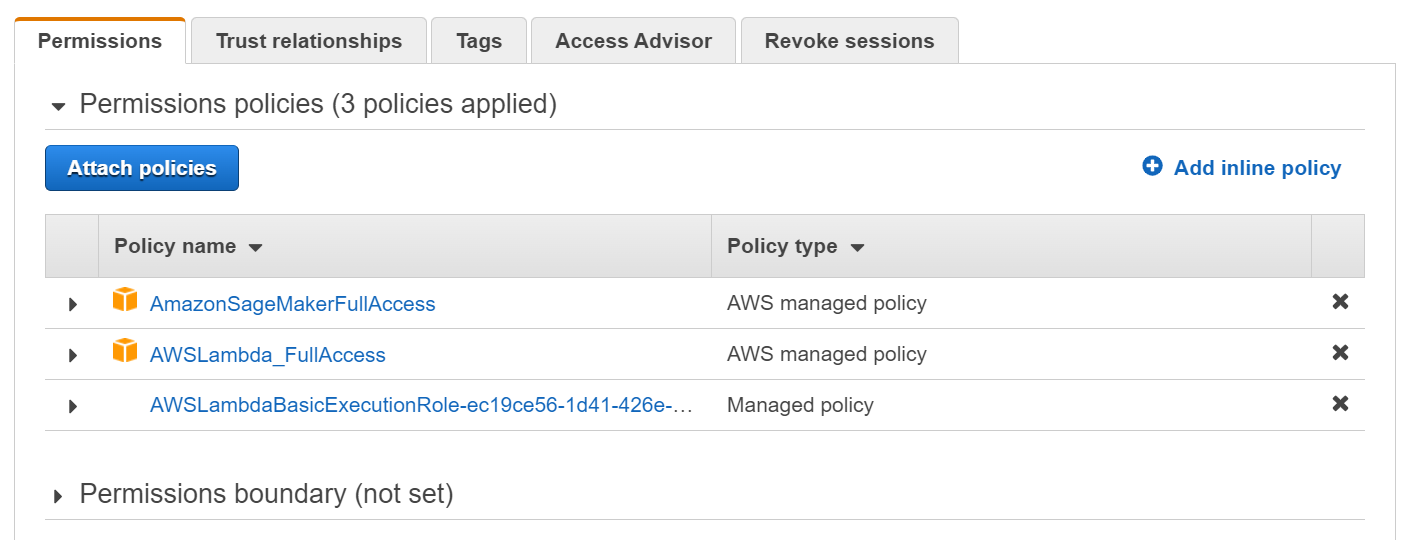 Permissions Trust relationships Tags Access Advisor Revoke sessions
Permissions policies (3 policies applied)
Attach policies Add inline policy
Policy name Policy type
AmazonSageMakerFullAccess AWS managed policy
AWSLambda_FullAccess AWS managed policy
AWSLambdaBasicExecutionRole-ec19ce56-1d41-426e-… Managed policy
Permissions boundary (not set)